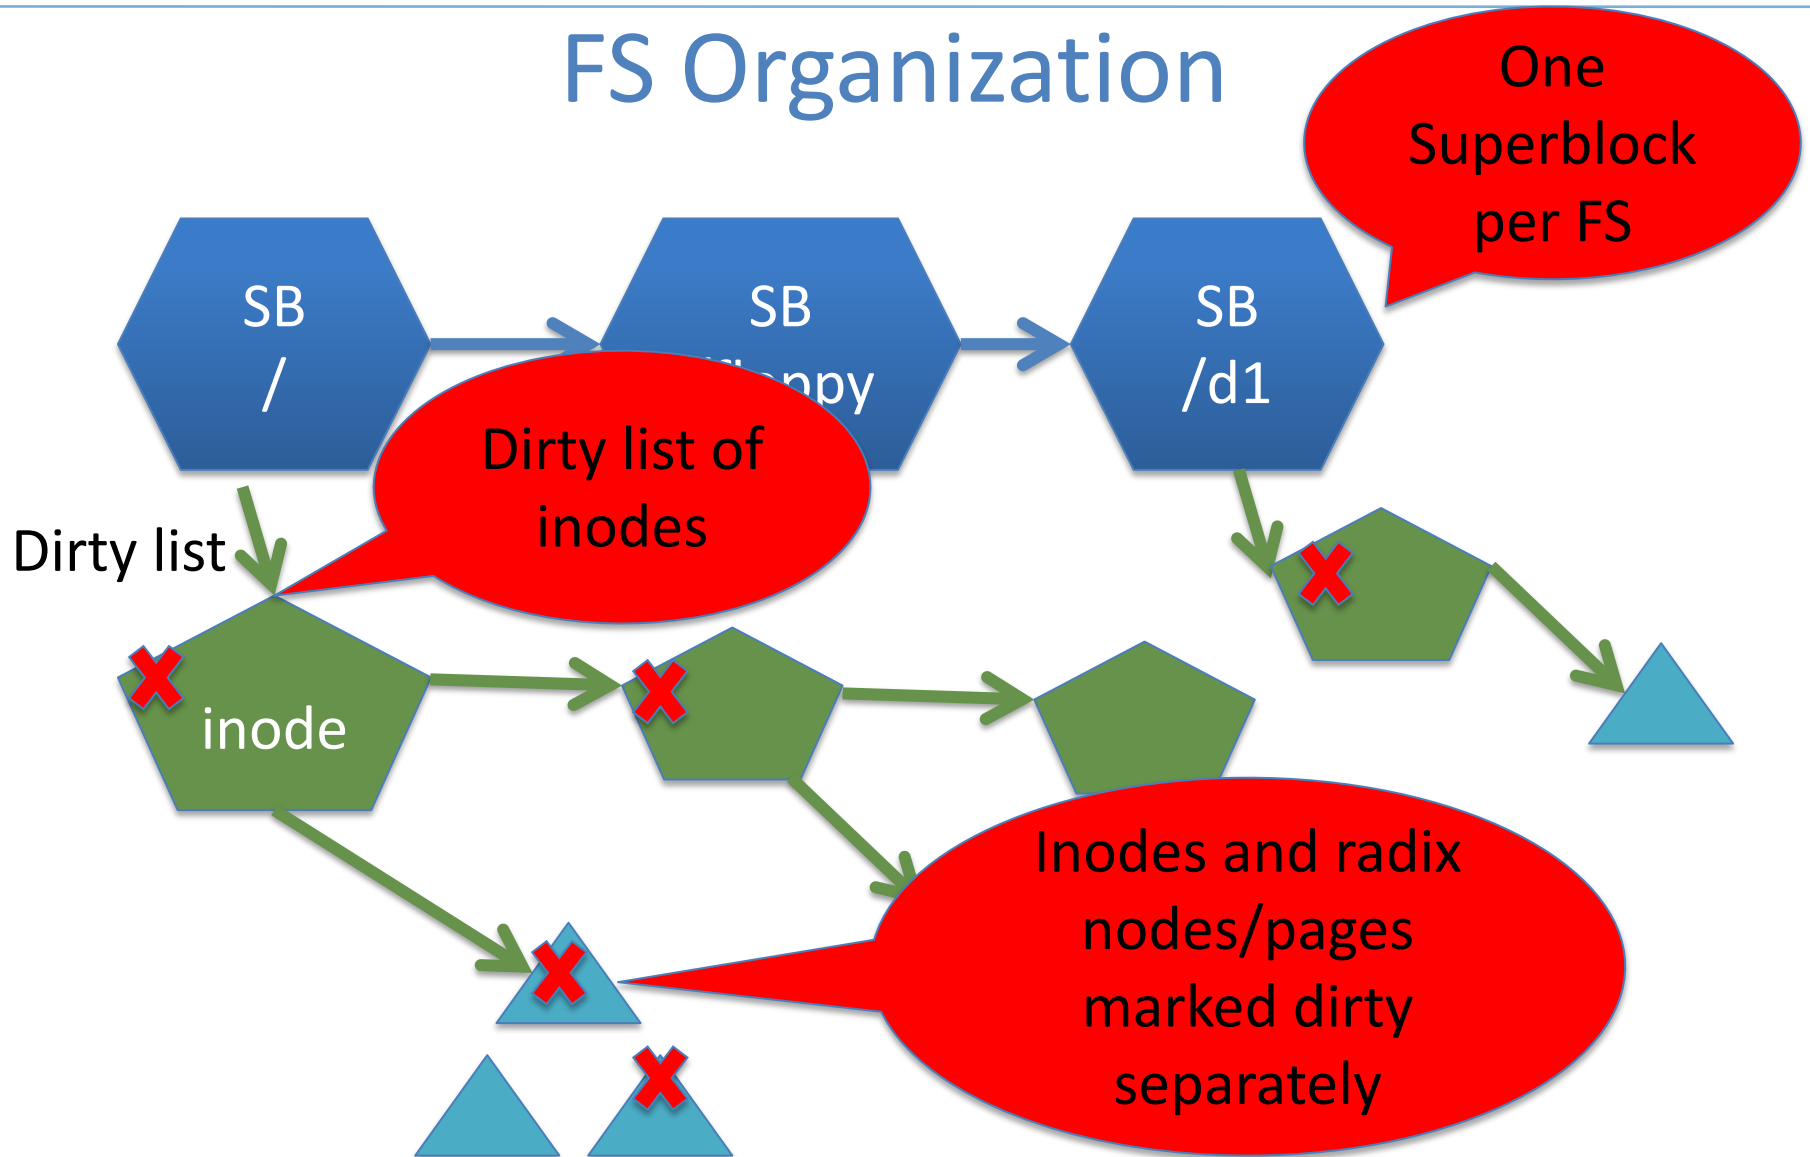 FS Organization
One
Superblock
per FS
SB
/
SB
SB
/d1
Dirty list of
inodes
Dirty list
inode
Inodes and radix
nodes/pages
marked dirty
separately